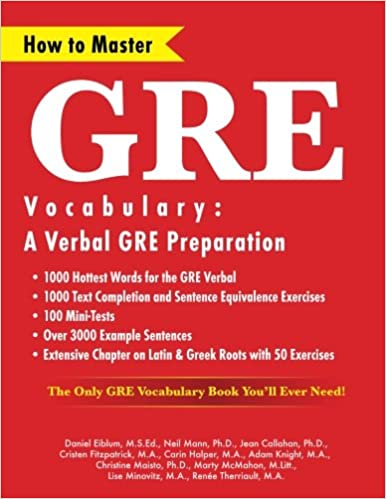 How to Master
GRE
Vocabulary:
A Verbal GRE Preparation
• 1000 Hottest Words for the GRE Verbal
• 1000 Text Completion and Sentence Equivalence Exercises
• 100 Mini-Tests
• Over 3000 Example Sentences
• Extensive Chapter on Latin & Greek Roots with 50 Exercises
The Only GRE Vocabulary Book You'll Ever Need!
Daniel Eiblum, M.S.Ed., Neil Mann, Ph.D., Jean Callahan, Ph.D.,
Cristen Fitzpatrick, M.A., Carin Halper, M.A., Adam Knight, M.A.,
Christine Maisto, Ph.D., Marty McMahon, M.Litt.,
Lise Minovitz, M.A., Renée Therriault, M.A.